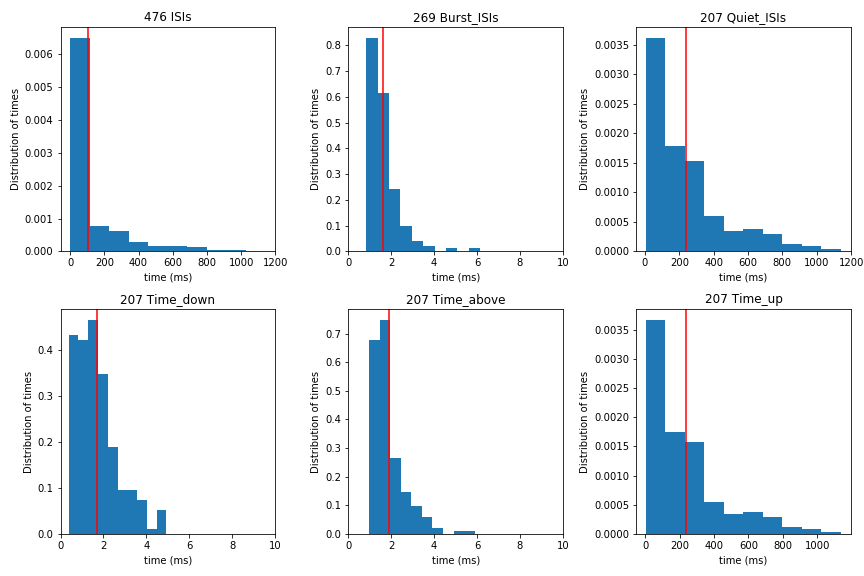 476 ISIs
269 Burst_ISIs
207 Quiet_ISIs
Distribution of times
0.006
0.005
0.004
0.003
0.002
0.001
0.000
0 200 400 600 800 1000 1200
time (ms)
Distribution of times
0.8
0.7
0.6
0.5
0.4
0.3
0.2
0.1
0.0
0 2 4 6 8 10
time (ms)
Distribution of times
0.0035
0.0030
0.0025
0.0020
0.0015
0.0010
0.0005
0.0000
0 200 400 600 800 1000 1200
time (ms)
207 Time_down
207 Time_above
207 Time_up
Distribution of times
0.4
0.3
0.2
0.1
0.0
0 2 4 6 8 10
time (ms)
Distribution of times
0.7
0.6
0.5
0.4
0.3
0.2
0.1
0.0
0 2 4 6 8 10
time (ms)
Distribution of times
0.0035
0.0030
0.0025
0.0020
0.0015
0.0010
0.0005
0.0000
0 200 400 600 800 1000
time (ms)